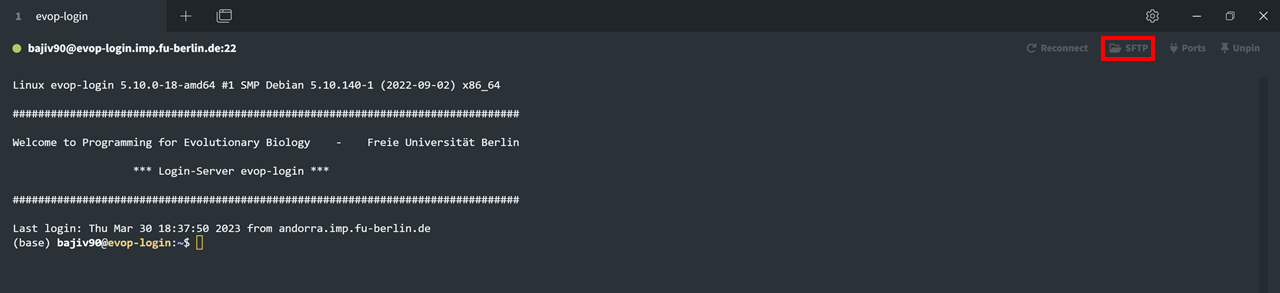 1 evop-login
bajiv90@evop-login.imp.fu-berlin.de:22 Reconnect SFTP Ports Unpin
Linux evop-login 5.10.0-18-amd64 #1 SMP Debian 5.10.140-1 (2022-09-02) x86_64
################################################################################
Welcome to Programming for Evolutionary Biology - Freie Universität Berlin
*** Login-Server evop-login ***
################################################################################
Last login: Thu Mar 30 18:37:50 2023 from andorra.imp.fu-berlin.de
(base) bajiv90@evop-login:~$